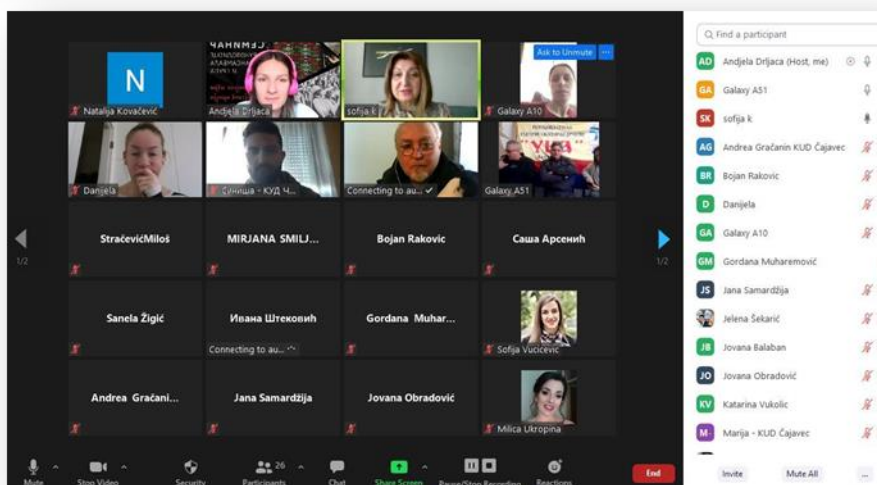 N
Natalija Kovačević
Andjela Drljaca
sofija k
Ask to Unmute
...
Galaxy A10
Danijela
Синиша - КУД Ч...
Connecting to au...
Galaxy A51
1/2
StračevićMiloš
MIRJANA SMILJ...
Bojan Rakovic
Саша Арсенић
1/2
Sanela Žigić
Ивана Штековић
Connecting to au...
Gordana Muhar...
Sofija Vucicevic
Andrea Gračani...
Jana Samardžija
Jovana Obradović
Milica Ukropina
Mute
Stop Video
Security
26
Participants
Chat
Share Screen
Pause/Stop Recording
Reactions
End
Find a participant
AD Andjela Drljaca (Host, me)
GA Galaxy A51
SK sofija k
AG Andrea Gračanin KUD Čajavec
BR Bojan Rakovic
D Danijela
GA Galaxy A10
GM Gordana Muharemović
JS Jana Samardžija
Jelena Šekarić
JB Jovana Balaban
JO Jovana Obradović
KV Katarina Vukolic
M- Marija - KUD Čajavec
Invite
Mute All
...